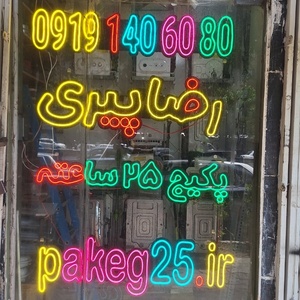 0919 140 60 80
رضا پیری
پکیج ۲۵ ساعته
pakeg25.ir